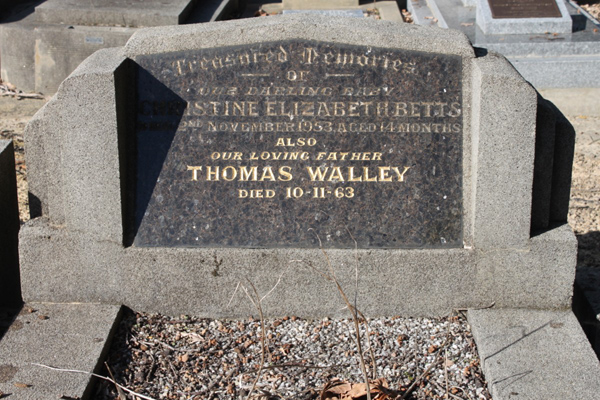 Treasured Memories
OF
OUR DARLING BABY
CHRISTINE ELIZABETH BETTS
2ND NOVEMBER 1953, AGED 14 MONTHS
ALSO
OUR LOVING FATHER
THOMAS WALLEY
DIED 10-11-63